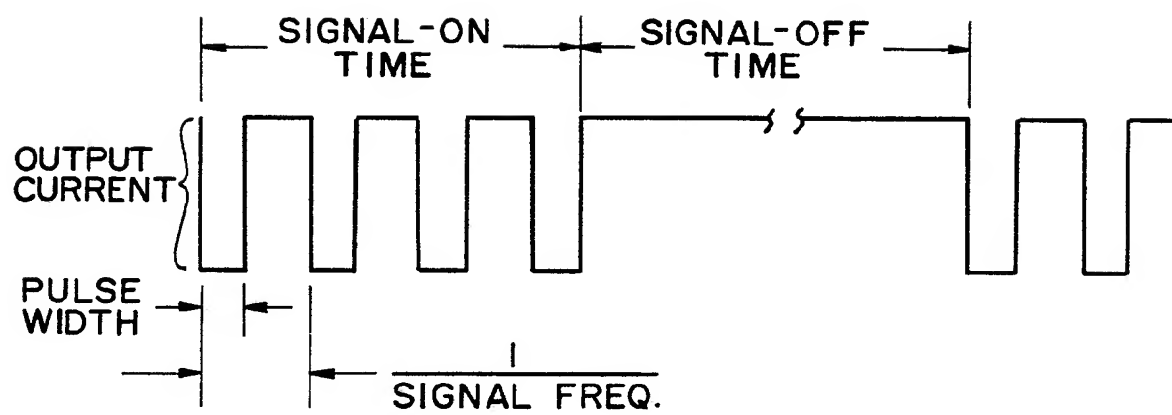 SIGNAL-ON
TIME
SIGNAL-OFF
TIME
OUTPUT
CURRENT
PULSE
WIDTH
1
SIGNAL FREQ.